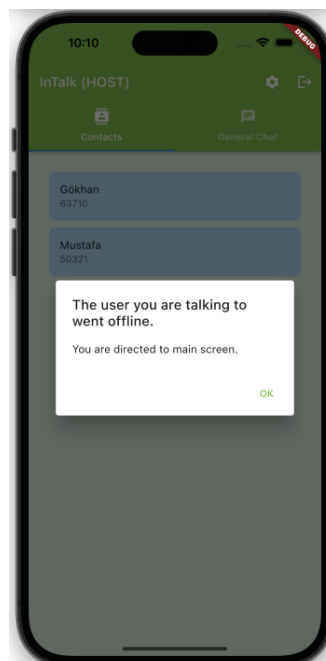 10:10
DEBUG
InTalk (HOST)
Contacts
General Chat
Gökhan
63710
Mustafa
50321
The user you are talking to
went offline.
You are directed to main screen.
OK